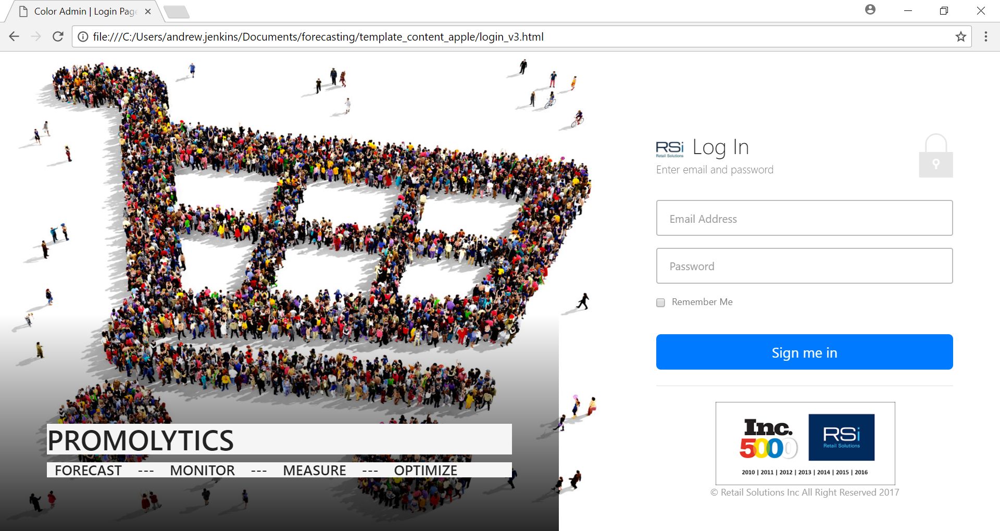 Color Admin | Login Page
file:///C:/Users/andrew.jenkins/Documents/forecasting/template_content_apple/login_v3.html
RSi
Retail Solutions
Log In
Enter email and password
Email Address
Password
Remember Me
Sign me in
PROMOLYTICS
FORECAST --- MONITOR --- MEASURE --- OPTIMIZE
Inc.
5000
RSi
Retail Solutions
2010 | 2011 | 2012 | 2013 | 2014 | 2015 | 2016
© Retail Solutions Inc All Right Reserved 2017